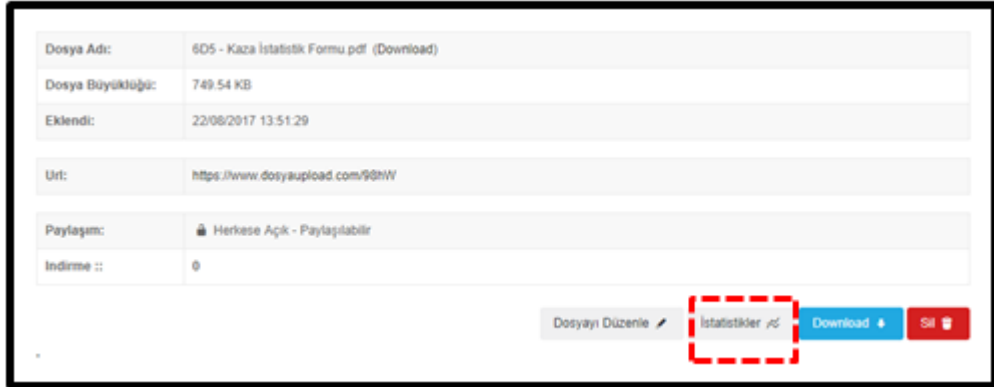 Dosya Adı: 6D5 - Kaza İstatistik Formu.pdf (Download)
Dosya Büyüklüğü: 749.54 KB
Eklendi: 22/08/2017 13:51:29
Url: https://www.dosyaupload.com/98hW
Paylaşım: Herkese Açık - Paylaşılabilir
Indirme :: 0
Dosyayı Düzenle İstatistikler Download Sil